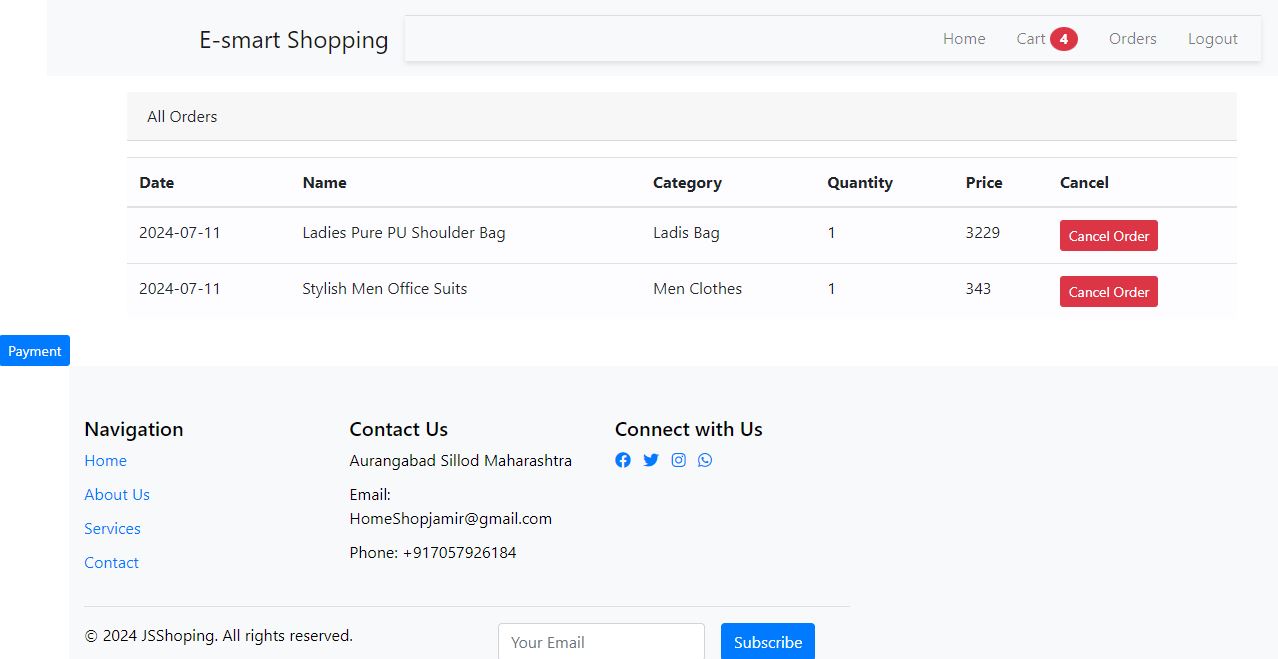 E-smart Shopping
Home Cart 4 Orders Logout
All Orders
Date Name Category Quantity Price Cancel
2024-07-11 Ladies Pure PU Shoulder Bag Ladis Bag 1 3229 Cancel Order
2024-07-11 Stylish Men Office Suits Men Clothes 1 343 Cancel Order
Payment
Navigation
Home
About Us
Services
Contact
Contact Us
Aurangabad Sillod Maharashtra
Email:
HomeShopjamir@gmail.com
Phone: +917057926184
Connect with Us
© 2024 JSShoping. All rights reserved.
Your Email
Subscribe